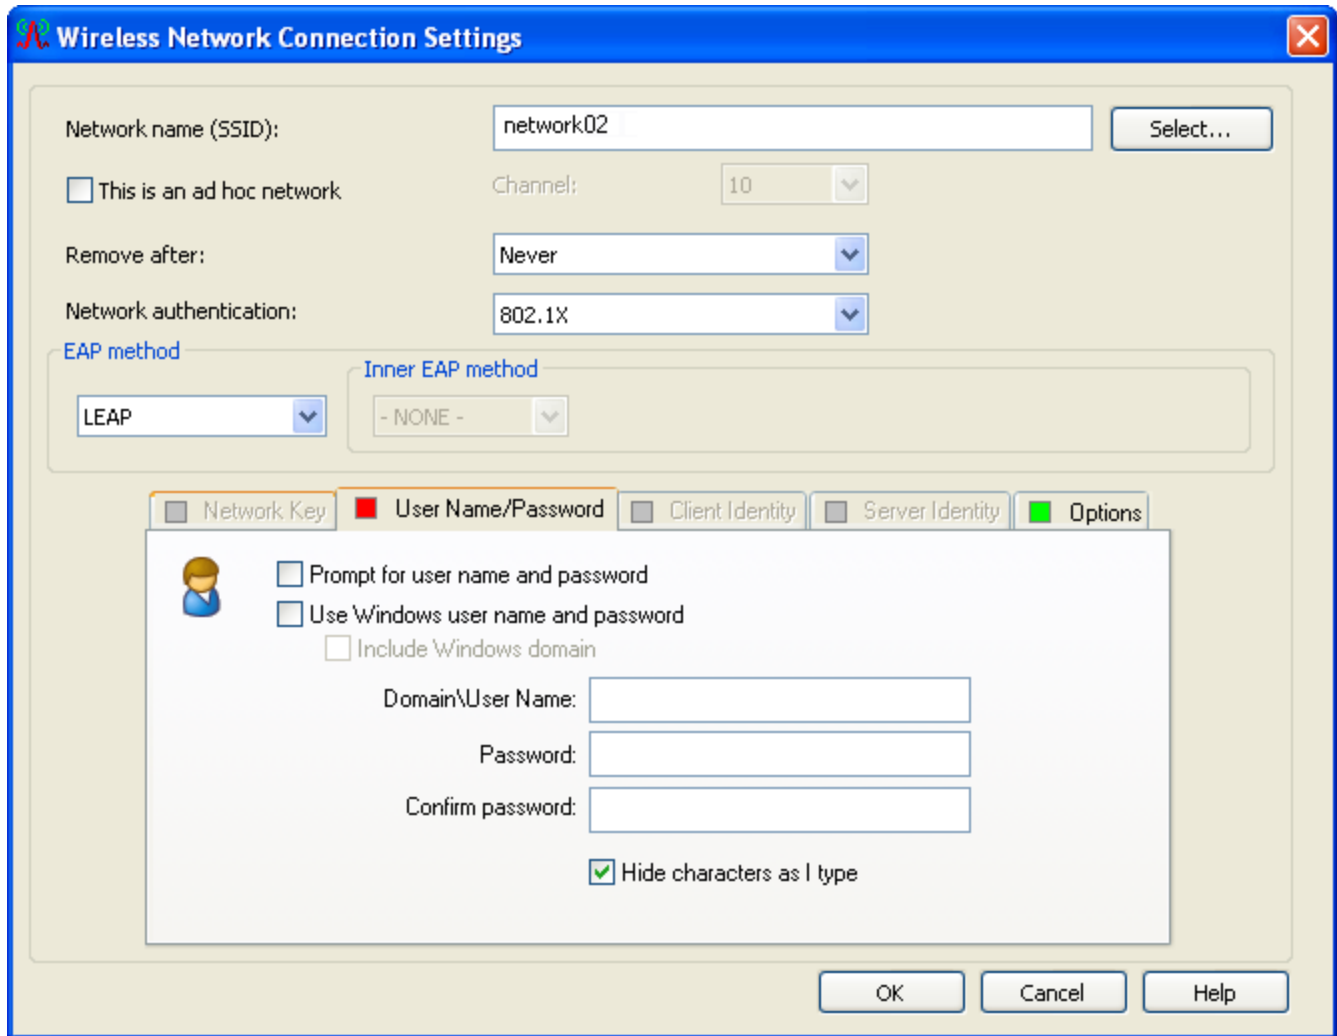 Wireless Network Connection Settings
Network name (SSID): network02 Select...
This is an ad hoc network Channel: 10
Remove after: Never
Network authentication: 802.1X
EAP method
Inner EAP method
LEAP - NONE -
Network Key User Name/Password Client Identity Server Identity Options
Prompt for user name and password
Use Windows user name and password
Include Windows domain
Domain\User Name:
Password:
Confirm password:
Hide characters as I type
OK Cancel Help